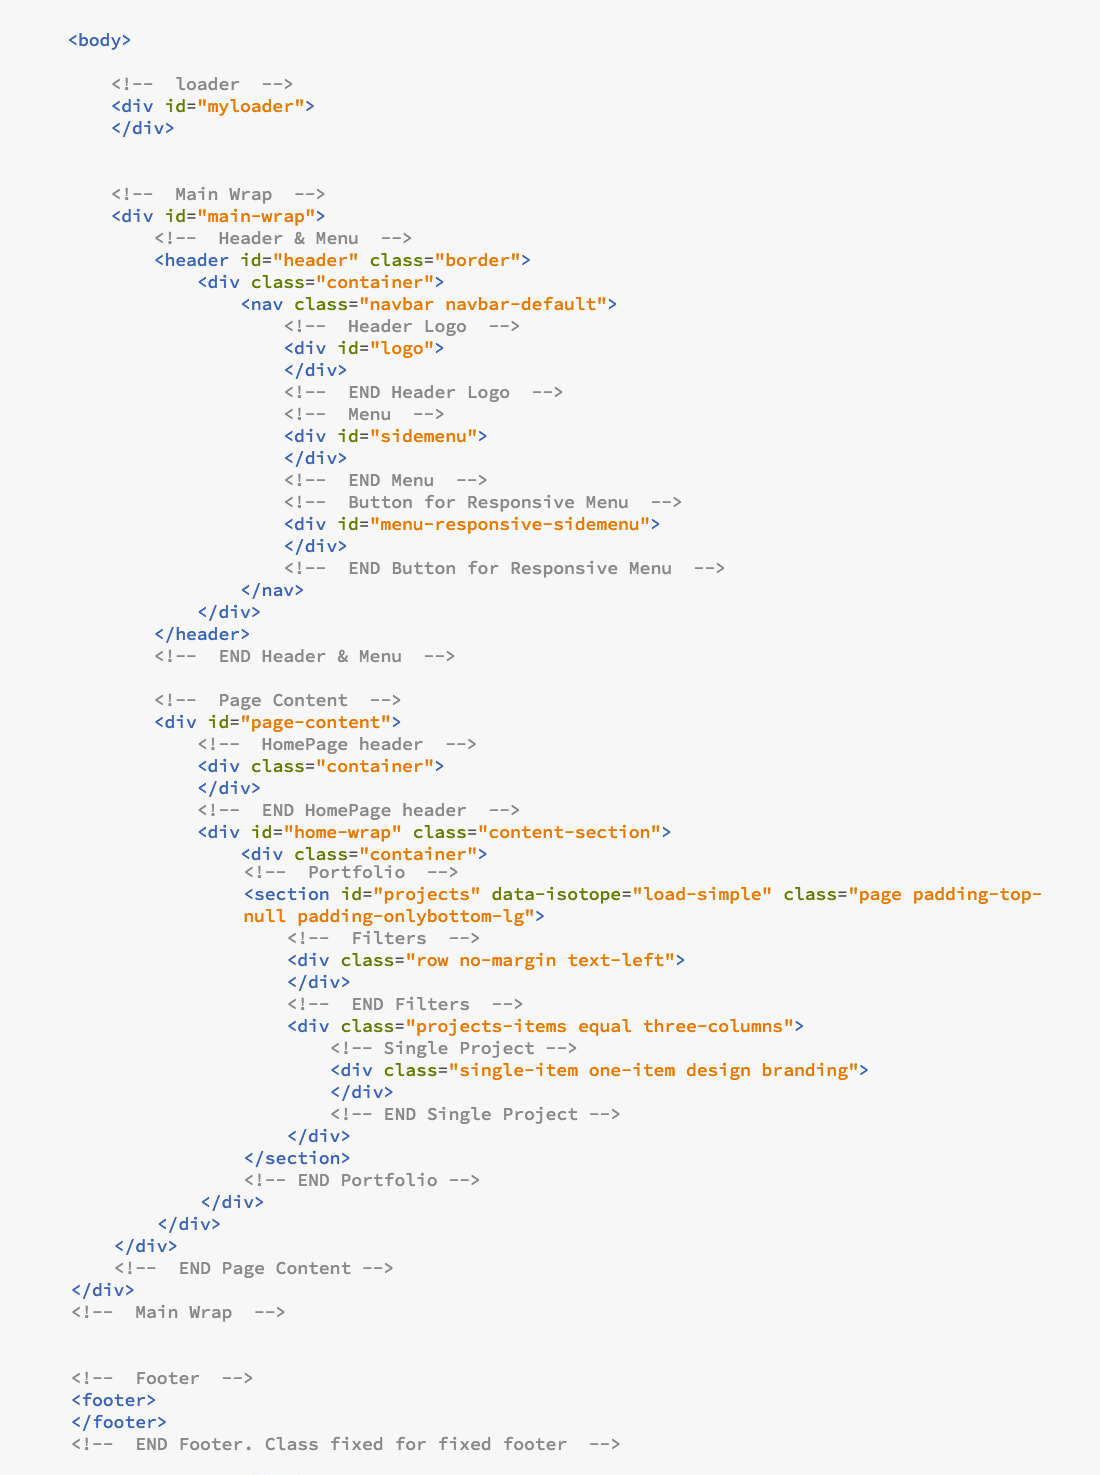 <body>
<!--  loader  -->
<div id="myloader">
</div>
<!--  Main Wrap  -->
<div id="main-wrap">
<!--  Header & Menu  -->
<header id="header" class="border">
<div class="container">
<nav class="navbar navbar-default">
<!--  Header Logo  -->
<div id="logo">
</div>
<!--  END Header Logo  -->
<!--  Menu  -->
<div id="sidemenu">
</div>
<!--  END Menu  -->
<!--  Button for Responsive Menu  -->
<div id="menu-responsive-sidemenu">
</div>
<!--  END Button for Responsive Menu  -->
</nav>
</div>
</header>
<!--  END Header & Menu  -->
<!--  Page Content  -->
<div id="page-content">
<!--  HomePage header  -->
<div class="container">
</div>
<!--  END HomePage header  -->
<div id="home-wrap" class="content-section">
<div class="container">
<!--  Portfolio  -->
<section id="projects" data-isotope="load-simple" class="page padding-top-
null padding-onlybottom-lg">
<!--  Filters  -->
<div class="row no-margin text-left">
</div>
<!--  END Filters  -->
<div class="projects-items equal three-columns">
<!-- Single Project -->
<div class="single-item one-item design branding">
</div>
<!-- END Single Project -->
</div>
</section>
<!-- END Portfolio -->
</div>
</div>
</div>
<!--  END Page Content -->
</div>
<!--  Main Wrap  -->
<!--  Footer  -->
<footer>
</footer>
<!--  END Footer. Class fixed for fixed footer  -->